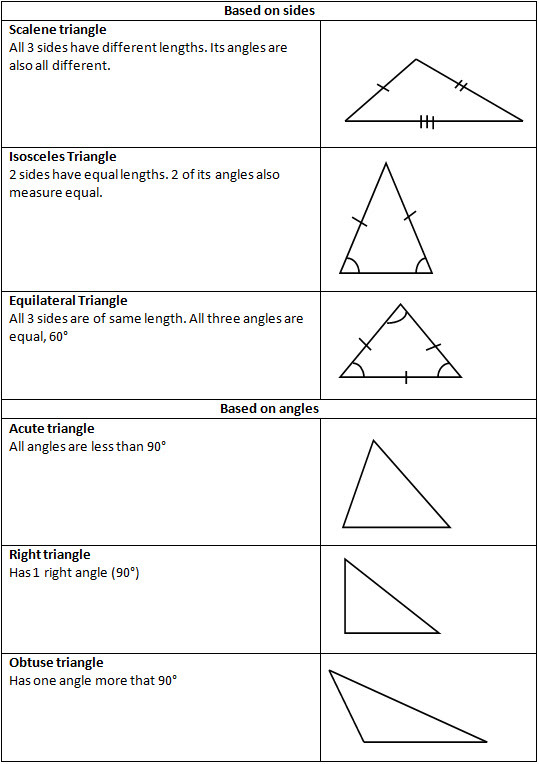 Based on sides
Scalene triangle
All 3 sides have different lengths. Its angles are
also all different.
Isosceles Triangle
2 sides have equal lengths. 2 of its angles also
measure equal.
Equilateral Triangle
All 3 sides are of same length. All three angles are
equal, 60°
Based on angles
Acute triangle
All angles are less than 90°
Right triangle
Has 1 right angle (90°)
Obtuse triangle
Has one angle more that 90°